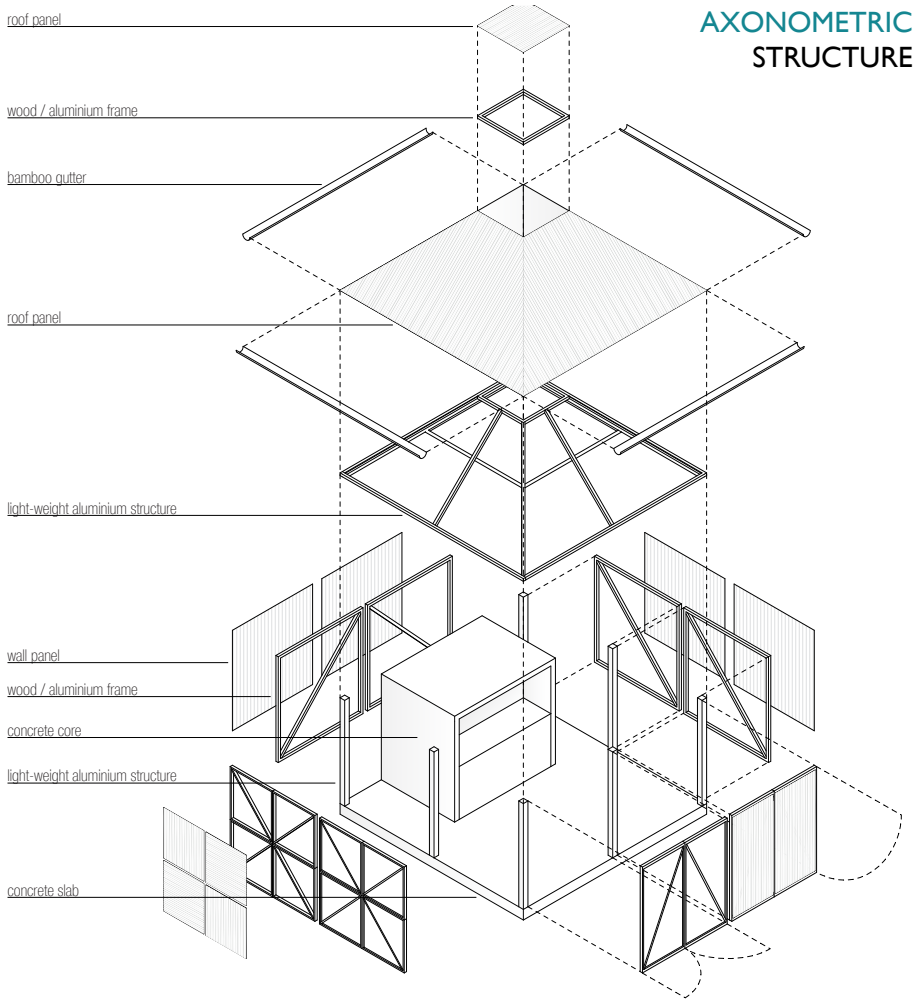 AXONOMETRIC
STRUCTURE
roof panel
wood / aluminium frame
bamboo gutter
roof panel
light-weight aluminium structure
wall panel
wood / aluminium frame
concrete core
light-weight aluminium structure
concrete slab